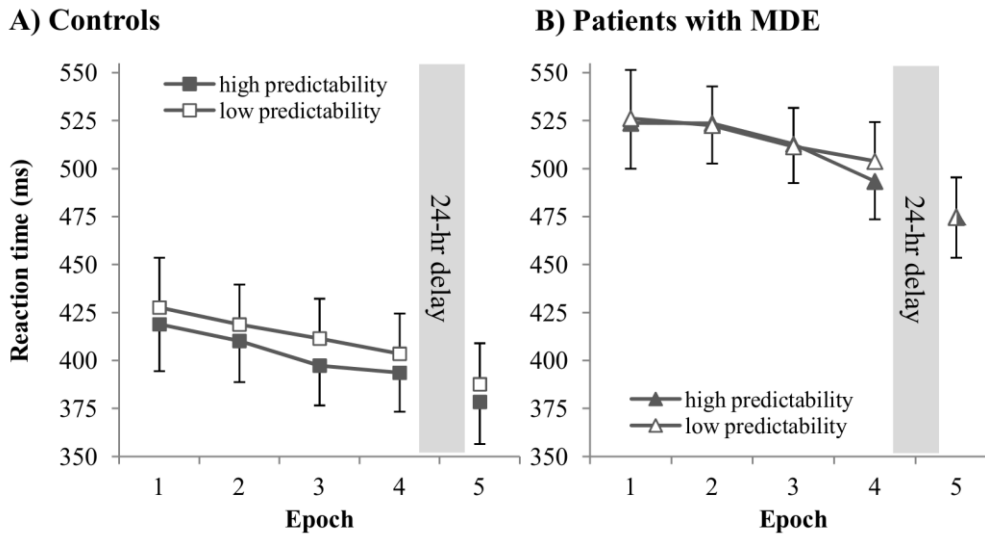 A) Controls
B) Patients with MDE
Reaction time (ms)
550
525
500
475
450
425
400
375
350
high predictability
low predictability
24-hr delay
1 2 3 4 5
Epoch
550
525
500
475
450
425
400
375
350
24-hr delay
high predictability
low predictability
1 2 3 4 5
Epoch